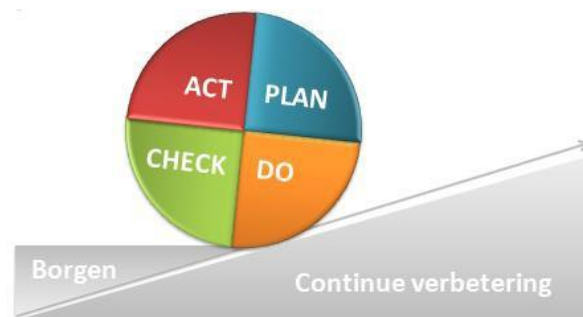 ACT
PLAN
CHECK
DO
Borgen
Continue verbetering